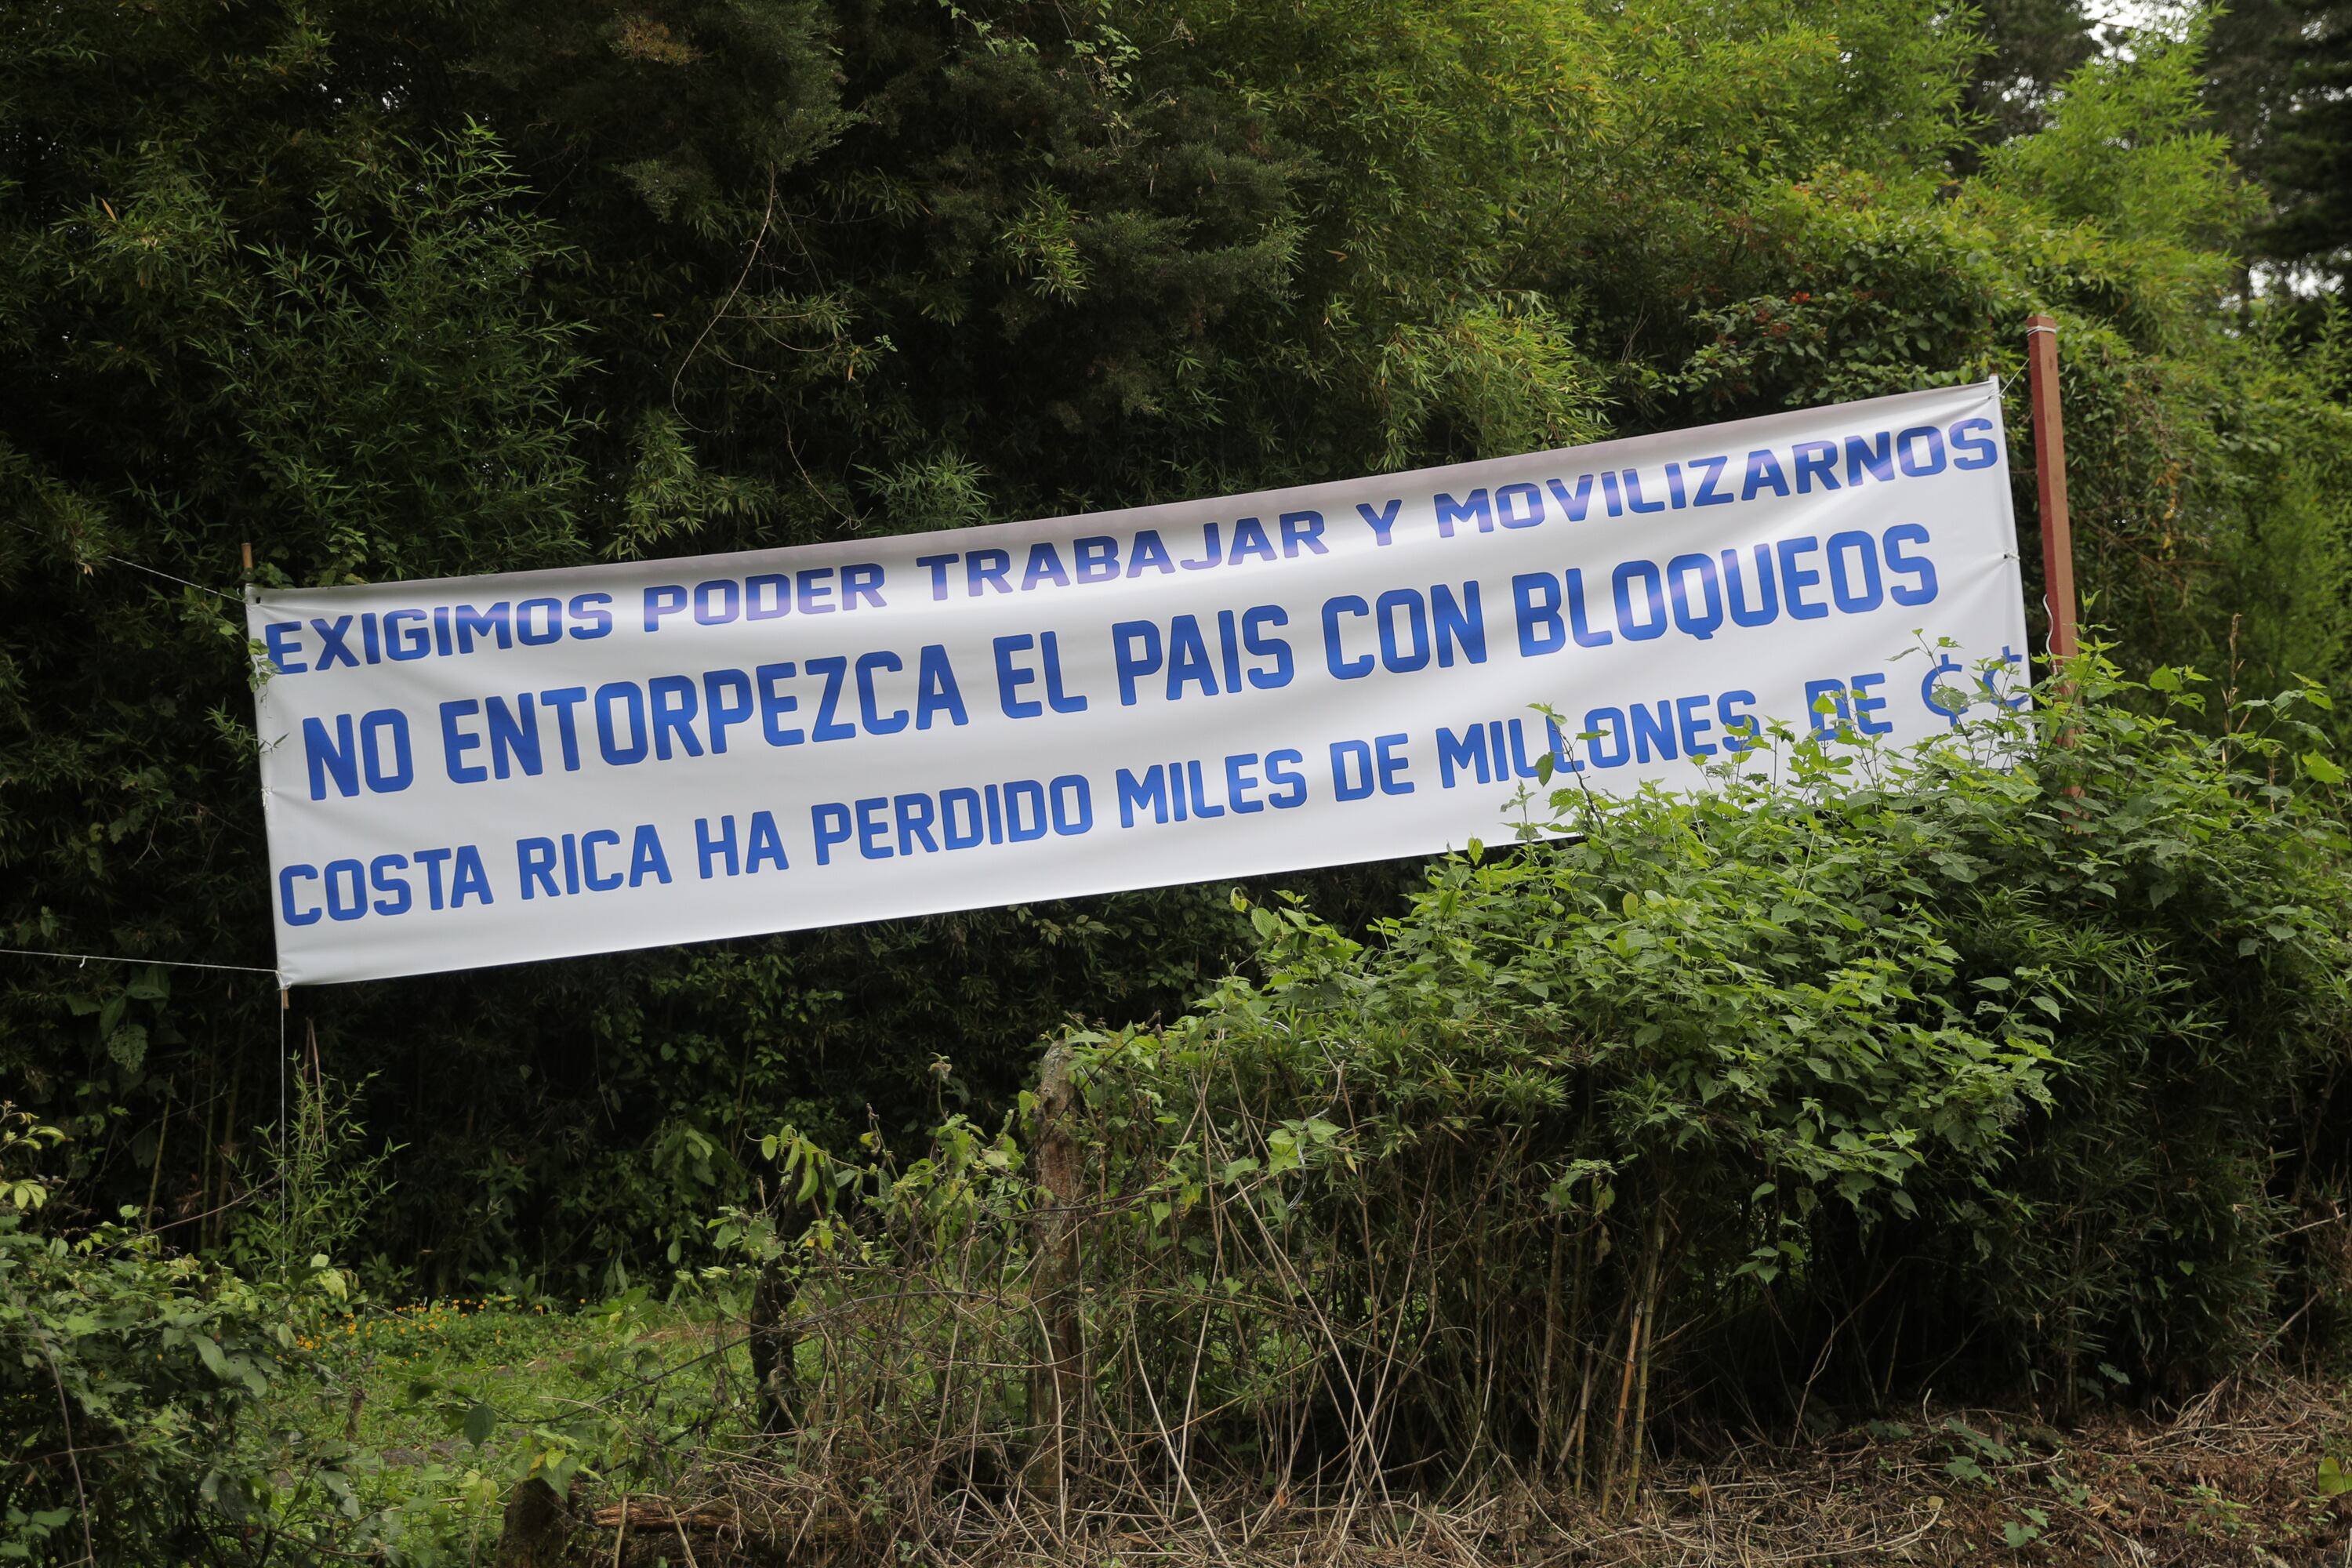 EXIGIMOS PODER TRABAJAR Y MOVILIZARNOS
NO ENTORPEZCA EL PAIS CON BLOQUEOS
COSTA RICA HA PERDIDO MILES DE MILLONES DE ₡₡